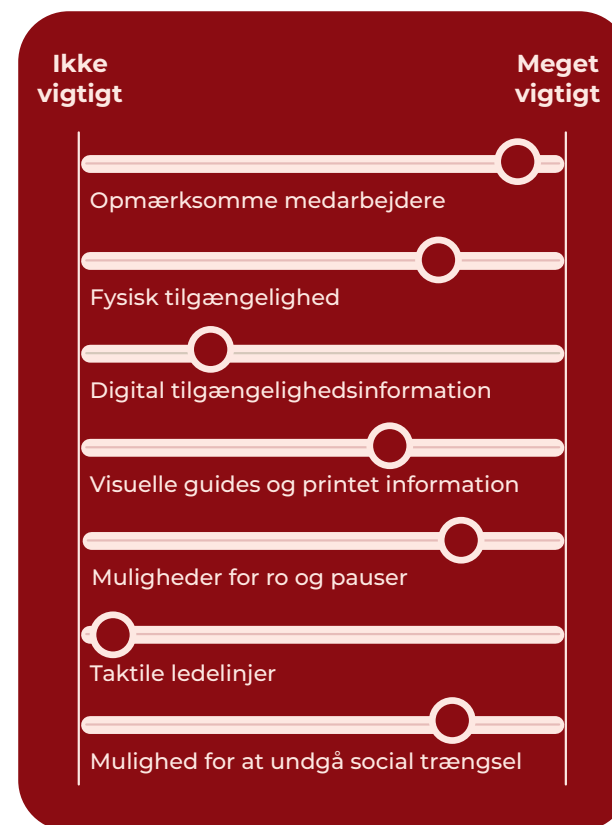 Ikke
vigtigt
Meget
vigtigt
Opmærksomme medarbejdere
Fysisk tilgængelighed
Digital tilgængelighedsinformation
Visuelle guides og printet information
Muligheder for ro og pauser
Taktile ledelinjer
Mulighed for at undgå social trængsel